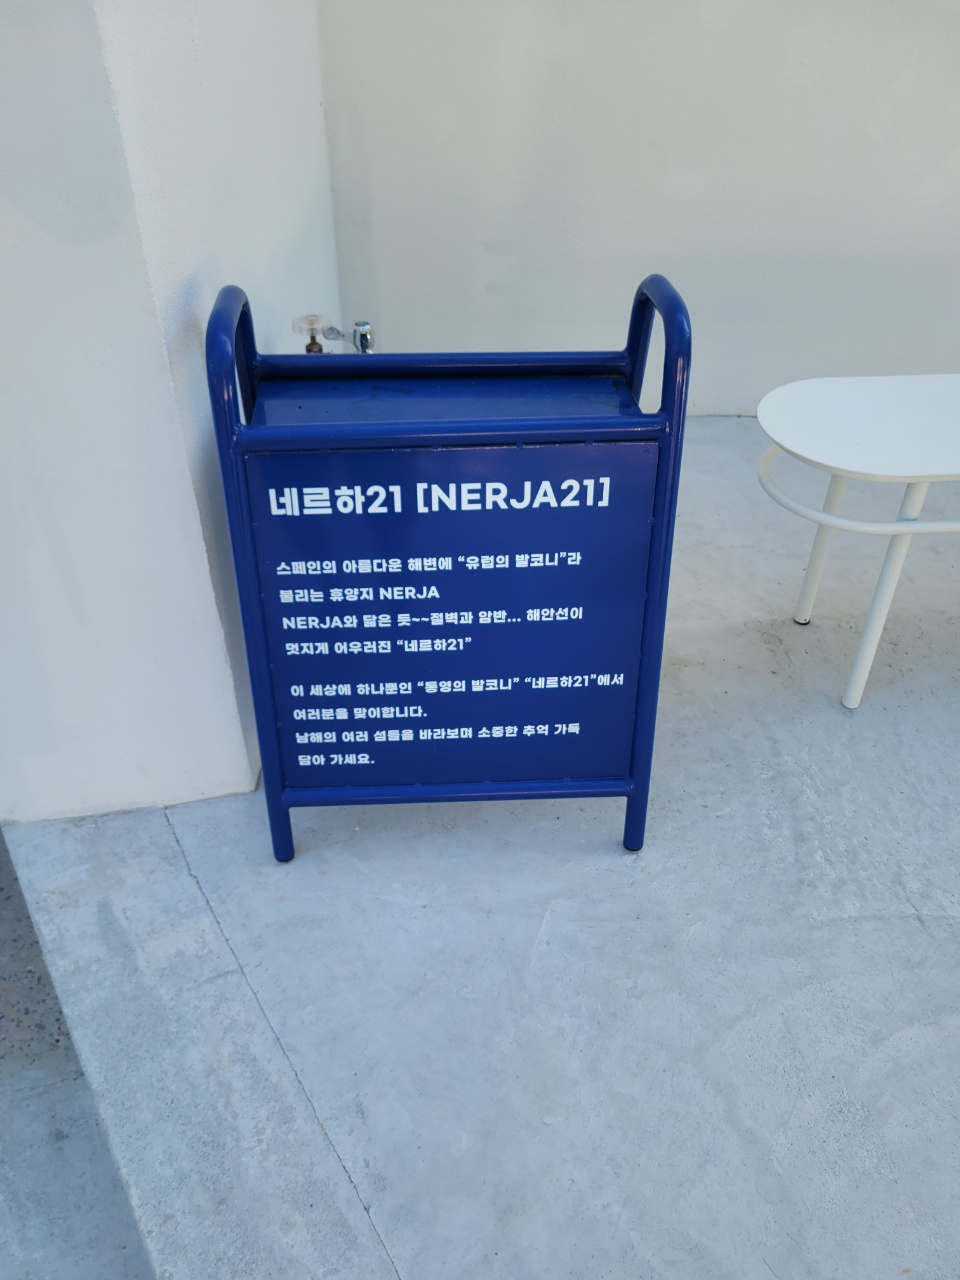 네르하21 [NERJA21]
스페인의 아름다운 해변에 “유럽의 발코니”라
불리는 휴양지 NERJA
NERJA와 닮은 듯~~절벽과 암반... 해안선이
멋지게 어우러진 “네르하21”
이 세상에 하나뿐인 “통영의 발코니” “네르하21”에서
여러분을 맞이합니다.
남해의 여러 섬들을 바라보며 소중한 추억 가득
담아 가세요.